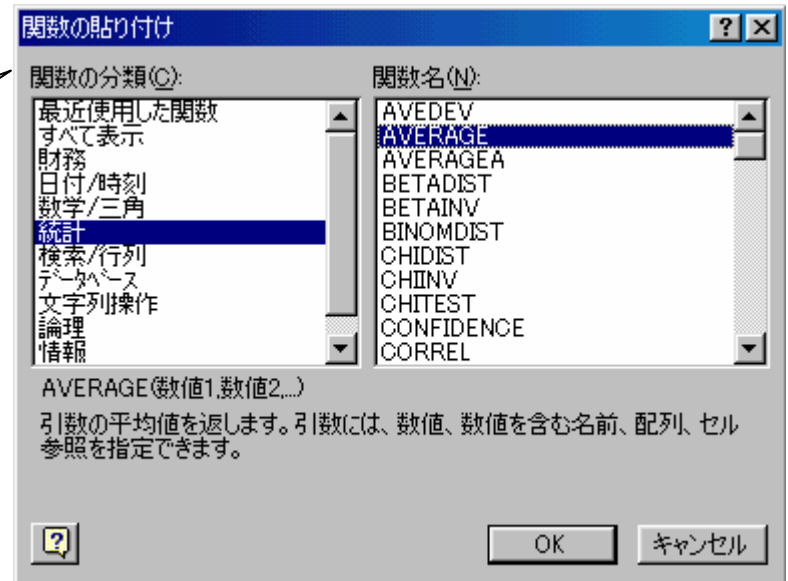 関数の貼り付け
関数の分類(C):
最近使用した関数
すべて表示
財務
日付/時刻
数学/三角
統計
検索/行列
ﾃﾞｰﾀﾍﾞｰｽ
文字列操作
論理
情報
関数名(N):
AVEDEV
AVERAGE
AVERAGEA
BETADIST
BETAINV
BINOMDIST
CHIDIST
CHIINV
CHITEST
CONFIDENCE
CORREL
AVERAGE(数値1,数値2,...)
引数の平均値を返します。引数には、数値、数値を含む名前、配列、セル
参照を指定できます。
OK
キャンセル